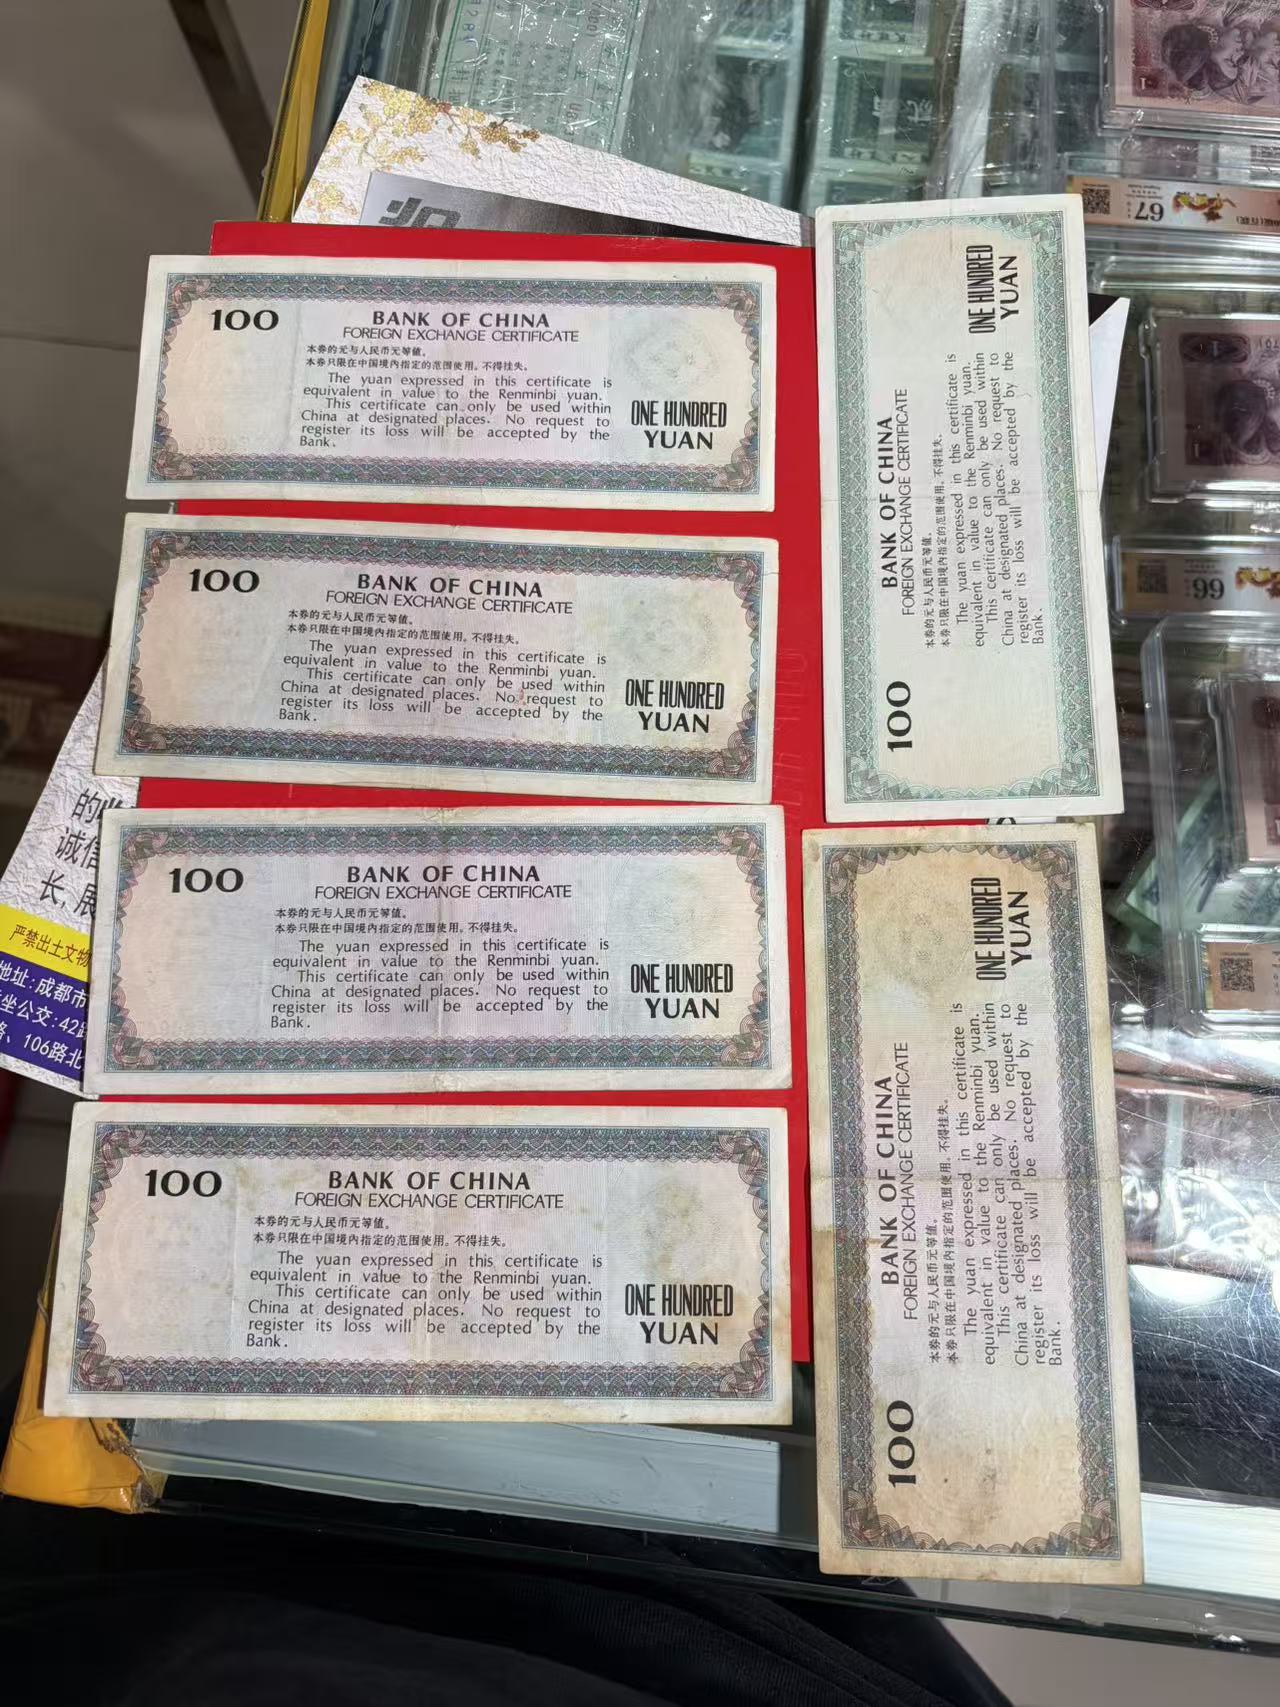 100
BANK OF CHINA
FOREIGN EXCHANGE CERTIFICATE
本券的元与人民币元等值。
本券只限在中国境内指定的范围使用。不得挂失。
The yuan expressed in this certificate is
equivalent in value to the Renminbi yuan.
This certificate can only be used within
China at designated places. No request to
register its loss will be accepted by the
Bank.
ONE HUNDRED
YUAN
100
BANK OF CHINA
FOREIGN EXCHANGE CERTIFICATE
本券的元与人民币元等值。
本券只限在中国境内指定的范围使用。不得挂失。
The yuan expressed in this certificate is
equivalent in value to the Renminbi yuan.
This certificate can only be used within
China at designated places. No request to
register its loss will be accepted by the
Bank.
ONE HUNDRED
YUAN
100
BANK OF CHINA
FOREIGN EXCHANGE CERTIFICATE
本券的元与人民币元等值。
本券只限在中国境内指定的范围使用。不得挂失。
The yuan expressed in this certificate is
equivalent in value to the Renminbi yuan.
This certificate can only be used within
China at designated places. No request to
register its loss will be accepted by the
Bank.
ONE HUNDRED
YUAN
100
BANK OF CHINA
FOREIGN EXCHANGE CERTIFICATE
本券的元与人民币元等值。
本券只限在中国境内指定的范围使用。不得挂失。
The yuan expressed in this certificate is
equivalent in value to the Renminbi yuan.
This certificate can only be used within
China at designated places. No request to
register its loss will be accepted by the
Bank.
ONE HUNDRED
YUAN
100
BANK OF CHINA
FOREIGN EXCHANGE CERTIFICATE
本券的元与人民币元等值。
本券只限在中国境内指定的范围使用。不得挂失。
The yuan expressed in this certificate is
equivalent in value to the Renminbi yuan.
This certificate can only be used within
China at designated places. No request to
register its loss will be accepted by the
Bank.
ONE HUNDRED
YUAN
100
BANK OF CHINA
FOREIGN EXCHANGE CERTIFICATE
本券的元与人民币元等值。
本券只限在中国境内指定的范围使用。不得挂失。
The yuan expressed in this certificate is
equivalent in value to the Renminbi yuan.
This certificate can only be used within
China at designated places. No request to
register its loss will be accepted by the
Bank.
ONE HUNDRED
YUAN
的
诚信
长，展
严禁出土文物
地址：成都市
坐公交：42路
路、106路北
67
66
1
1